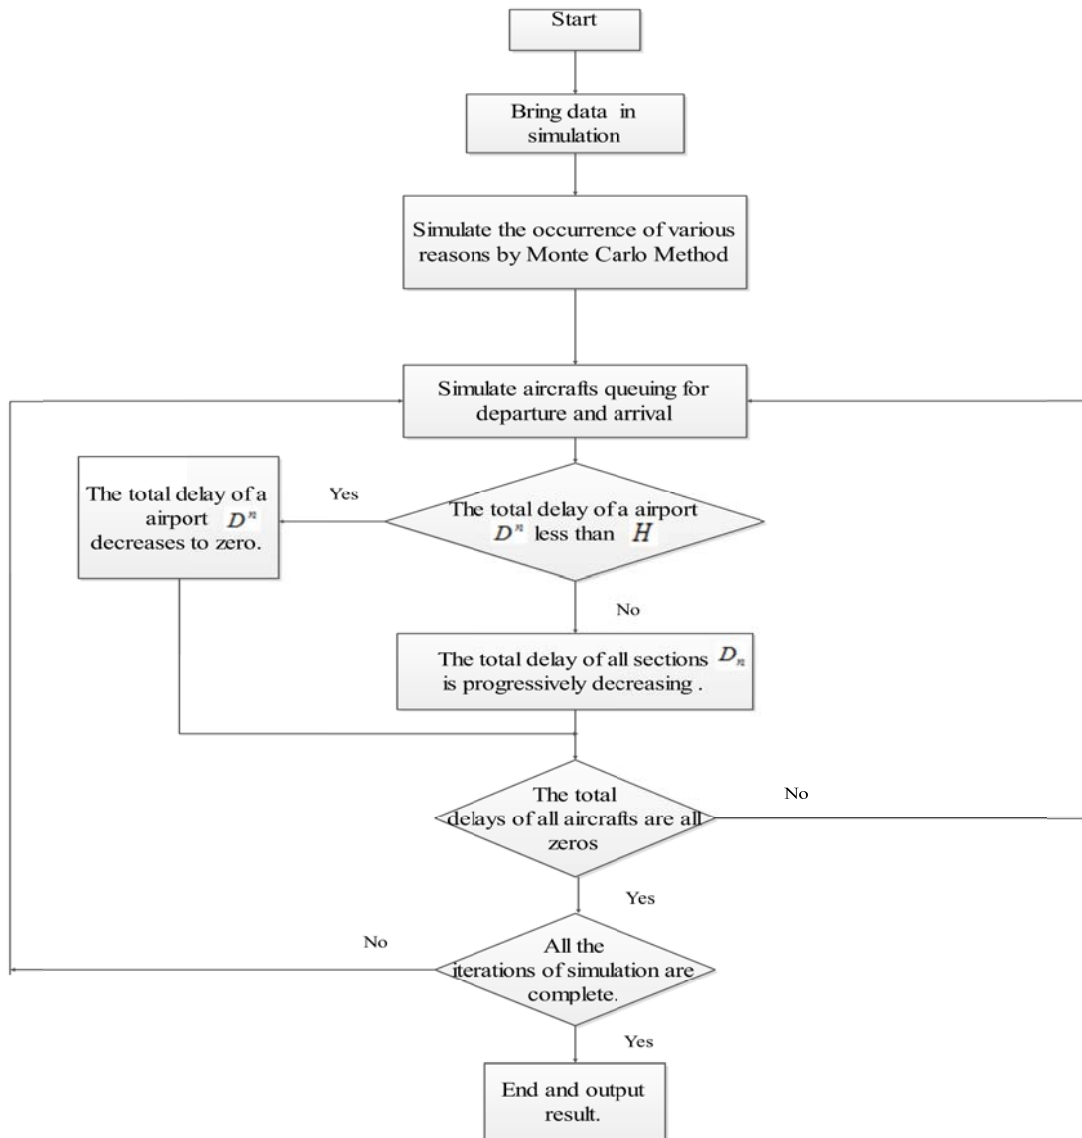 Start
Bring data in
simulation
Simulate the occurrence of various
reasons by Monte Carlo Method
Simulate aircrafts queuing for
departure and arrival
The total delay of a
airport Dⁿ
decreases to zero.
Yes
The total delay of a airport
Dⁿ less than H
No
The total delay of all sections Dₙ
is progressively decreasing .
The total
delays of all aircrafts are all
zeros
No
Yes
All the
iterations of simulation are
complete.
No
Yes
End and output
result.